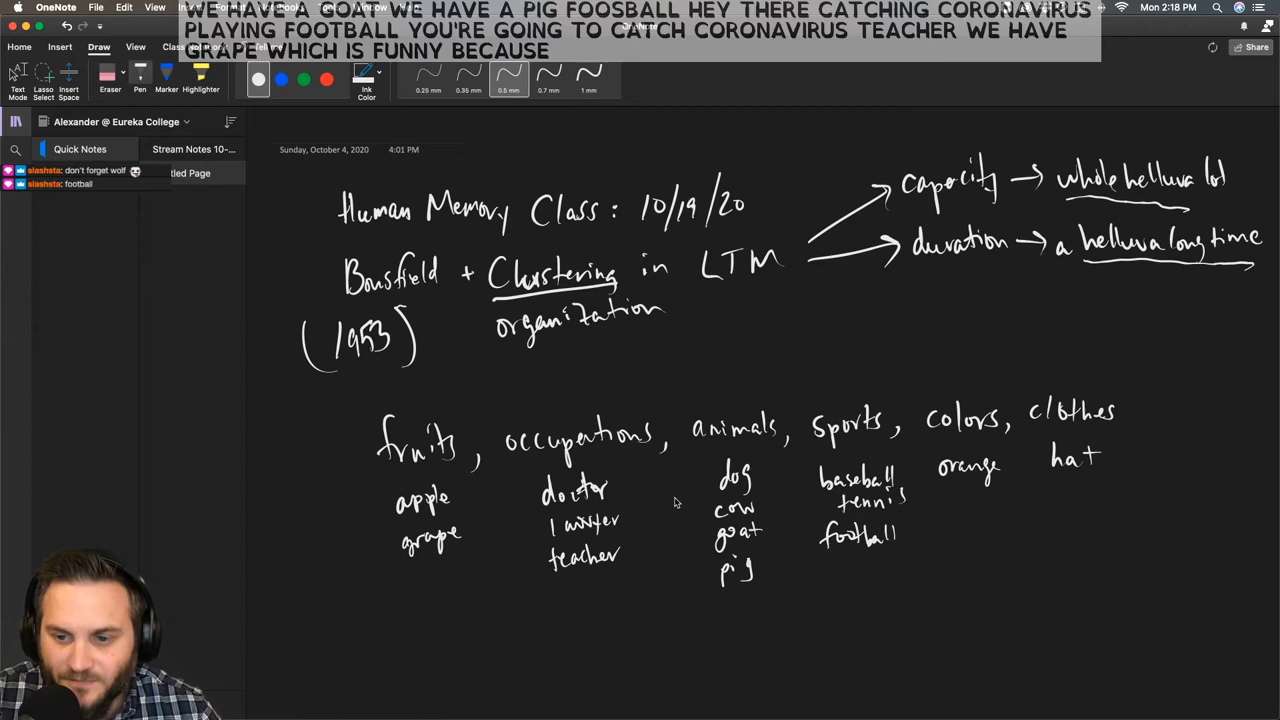 WE HAVE A GOAT WE HAVE A PIG FOOSBALL HEY THERE CATCHING CORONAVIRUS
PLAYING FOOTBALL YOU'RE GOING TO CATCH CORONAVIRUS TEACHER WE HAVE
GRAPE WHICH IS FUNNY BECAUSE
OneNote
Mon 2:18 PM
Home Insert Draw
Share
Text Mode
Lasso Select
Insert Space
Eraser
Pen
Marker
Highlighter
Ink Color
0.25 mm 0.35 mm 0.5 mm 0.7 mm 1 mm
Alexander @ Eureka College
Quick Notes
Stream Notes 10-...
slashsta: don't forget wolf
slashsta: football
Sunday, October 4, 2020 4:01 PM
Human Memory Class: 10/19/20
Bousfield + Clustering in LTM
(1953) organization
capacity → whole helluva lot
duration → a helluva long time
fruits, occupations, animals, sports, colors, clothes
apple doctor dog baseball orange hat
grape cow tennis
teacher goat football
pig